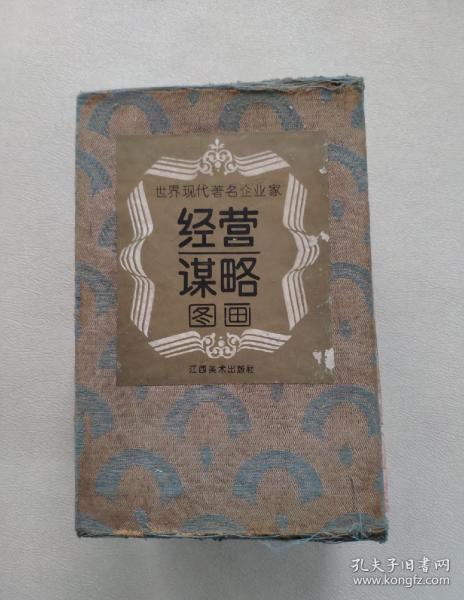 世界现代著名企业家
经营
谋略
图画
江西美术出版社
孔夫子旧书网
www.kongfz.com